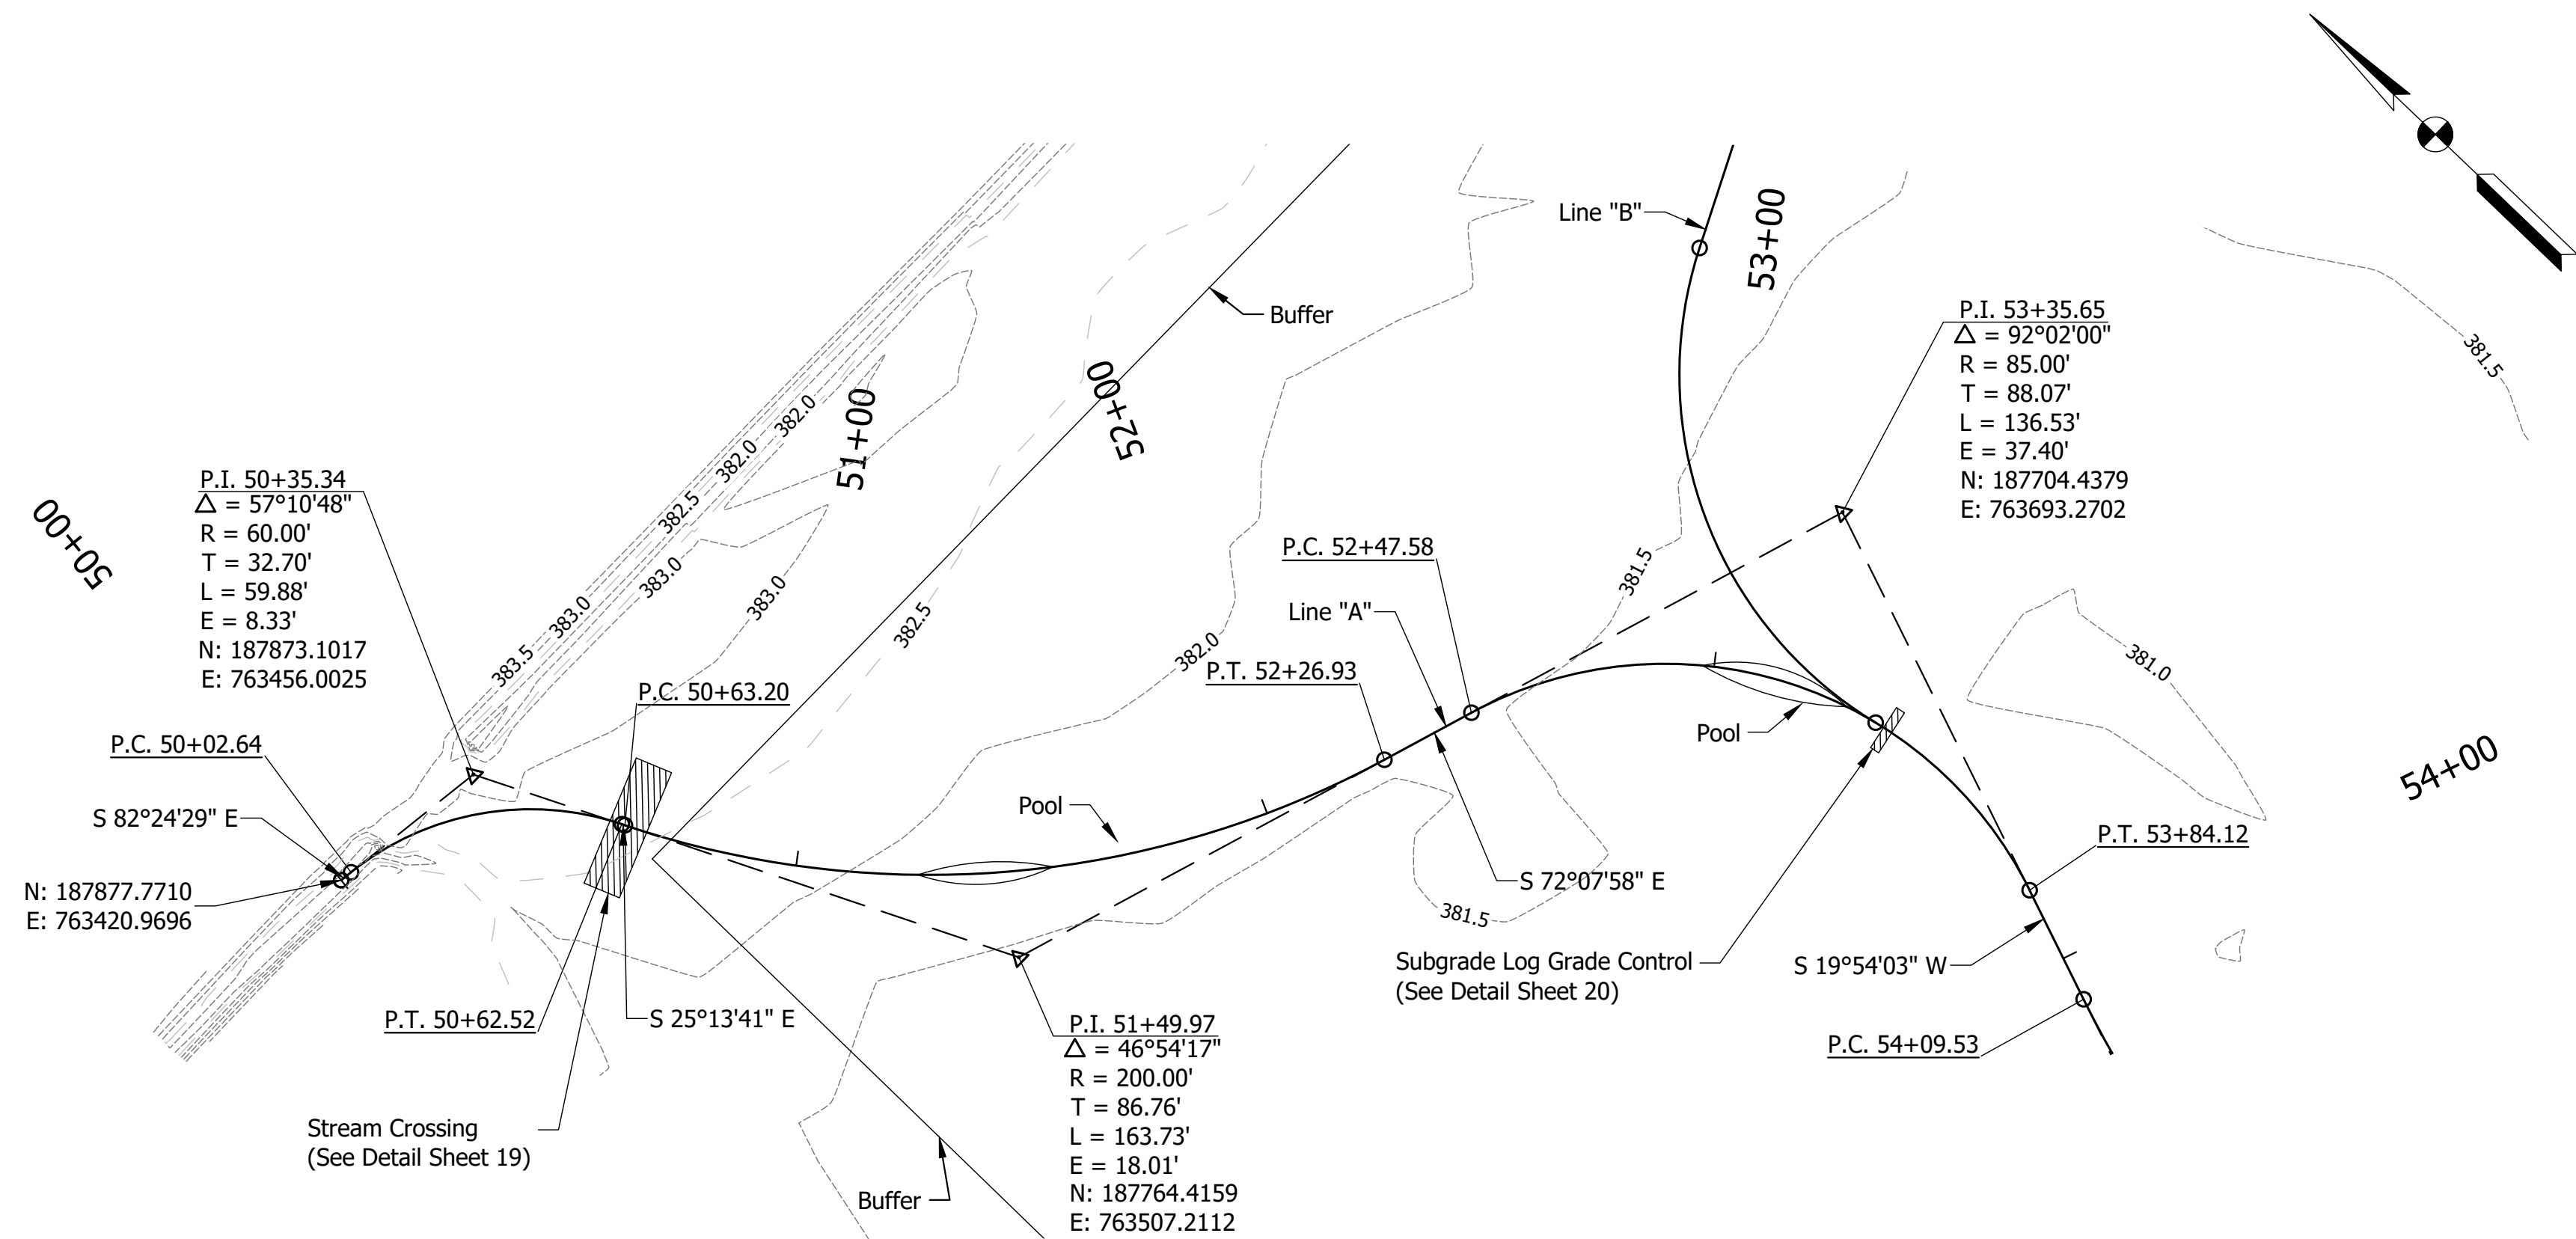 Line "B"
53+00
Buffer
P.I. 53+35.65
Δ = 92°02'00"
R = 85.00'
T = 88.07'
L = 136.53'
E = 37.40'
N: 187704.4379
E: 763693.2702
381.5
382.0
382.0
382.5
383.0
383.0
383.0
383.5
51+00
52+00
50+00
P.I. 50+35.34
Δ = 57°10'48"
R = 60.00'
T = 32.70'
L = 59.88'
E = 8.33'
N: 187873.1017
E: 763456.0025
382.5
P.C. 52+47.58
Line "A"
381.5
382.0
P.T. 52+26.93
P.C. 50+63.20
381.0
Pool
P.C. 50+02.64
S 82°24'29" E
N: 187877.7710
E: 763420.9696
Pool
54+00
P.T. 53+84.12
S 72°07'58" E
381.5
Subgrade Log Grade Control
(See Detail Sheet 20)
S 19°54'03" W
P.T. 50+62.52
S 25°13'41" E
P.C. 54+09.53
P.I. 51+49.97
Δ = 46°54'17"
R = 200.00'
T = 86.76'
L = 163.73'
E = 18.01'
N: 187764.4159
E: 763507.2112
Stream Crossing
(See Detail Sheet 19)
Buffer